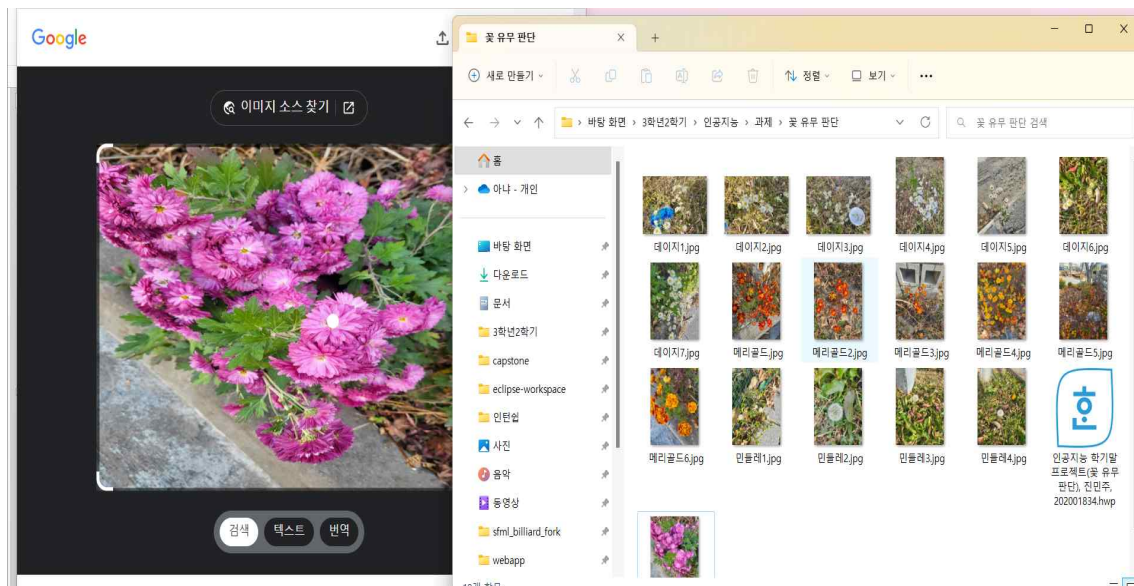 Google
이미지 소스 찾기
검색
텍스트
번역
꽃 유무 판단
새로 만들기
정렬
보기
바탕 화면 > 3학년2학기 > 인공지능 > 과제 > 꽃 유무 판단
꽃 유무 판단 검색
홈
아냐 - 개인
바탕 화면
다운로드
문서
3학년2학기
capstone
eclipse-workspace
인턴쉽
사진
음악
동영상
sfml_billiard_fork
webapp
데이지1.jpg
데이지2.jpg
데이지3.jpg
데이지4.jpg
데이지5.jpg
데이지6.jpg
데이지7.jpg
메리골드.jpg
메리골드2.jpg
메리골드3.jpg
메리골드4.jpg
메리골드5.jpg
메리골드6.jpg
민들레1.jpg
민들레2.jpg
민들레3.jpg
민들레4.jpg
인공지능 학기말
프로젝트(꽃 유무
판단), 진민주,
202001834.hwp